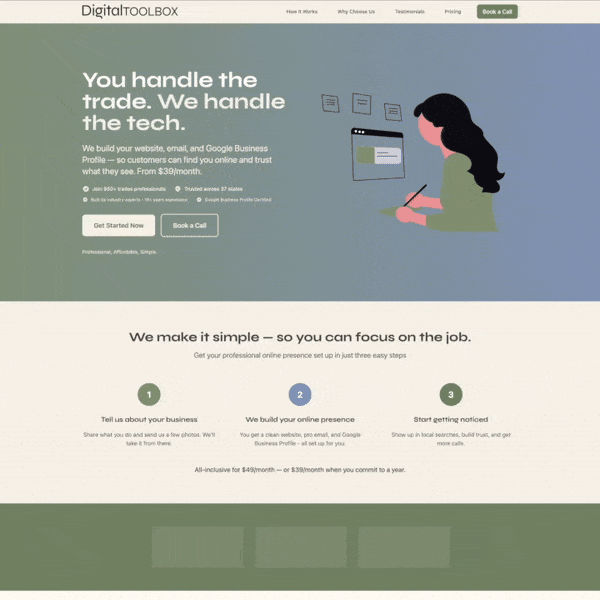 DigitalTOOLBOX
How it Works
Why Choose Us
Testimonials
Pricing
Book a Call
You handle the
trade. We handle
the tech.
We build your website, email, and Google Business
Profile — so customers can find you online and trust
what they see. From $39/month.
Join 950+ trades professionals
Trusted across 37 states
Built by industry experts • 15+ years experience
Google Business Profile Certified
Get Started Now
Book a Call
Professional. Affordable. Simple.
We make it simple — so you can focus on the job.
Get your professional online presence set up in just three easy steps
1
2
3
Tell us about your business
We build your online presence
Start getting noticed
Share what you do and send us a few photos. We'll
take it from there.
You get a clean website, pro email, and Google
Business Profile - all set up for you.
Show up in local searches, build trust, and get
more calls.
All-inclusive for $49/month — or $39/month when you commit to a year.